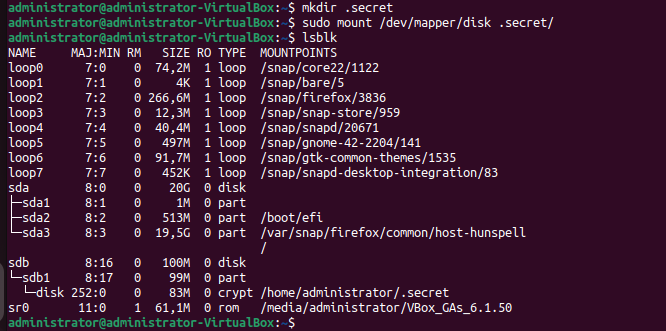 administrator@administrator-VirtualBox:~$ mkdir .secret
administrator@administrator-VirtualBox:~$ sudo mount /dev/mapper/disk .secret/
administrator@administrator-VirtualBox:~$ lsblk
NAME     MAJ:MIN RM   SIZE RO TYPE  MOUNTPOINTS
loop0      7:0    0  74,2M  1 loop  /snap/core22/1122
loop1      7:1    0     4K  1 loop  /snap/bare/5
loop2      7:2    0 266,6M  1 loop  /snap/firefox/3836
loop3      7:3    0  12,3M  1 loop  /snap/snap-store/959
loop4      7:4    0  40,4M  1 loop  /snap/snapd/20671
loop5      7:5    0   497M  1 loop  /snap/gnome-42-2204/141
loop6      7:6    0  91,7M  1 loop  /snap/gtk-common-themes/1535
loop7      7:7    0   452K  1 loop  /snap/snapd-desktop-integration/83
sda        8:0    0    20G  0 disk
├─sda1     8:1    0     1M  0 part
├─sda2     8:2    0   513M  0 part  /boot/efi
└─sda3     8:3    0  19,5G  0 part  /var/snap/firefox/common/host-hunspell
                                    /
sdb        8:16   0   100M  0 disk
└─sdb1     8:17   0    99M  0 part
  └─disk 252:0    0    83M  0 crypt /home/administrator/.secret
sr0       11:0    1  61,1M  0 rom   /media/administrator/VBox_GAs_6.1.50
administrator@administrator-VirtualBox:~$